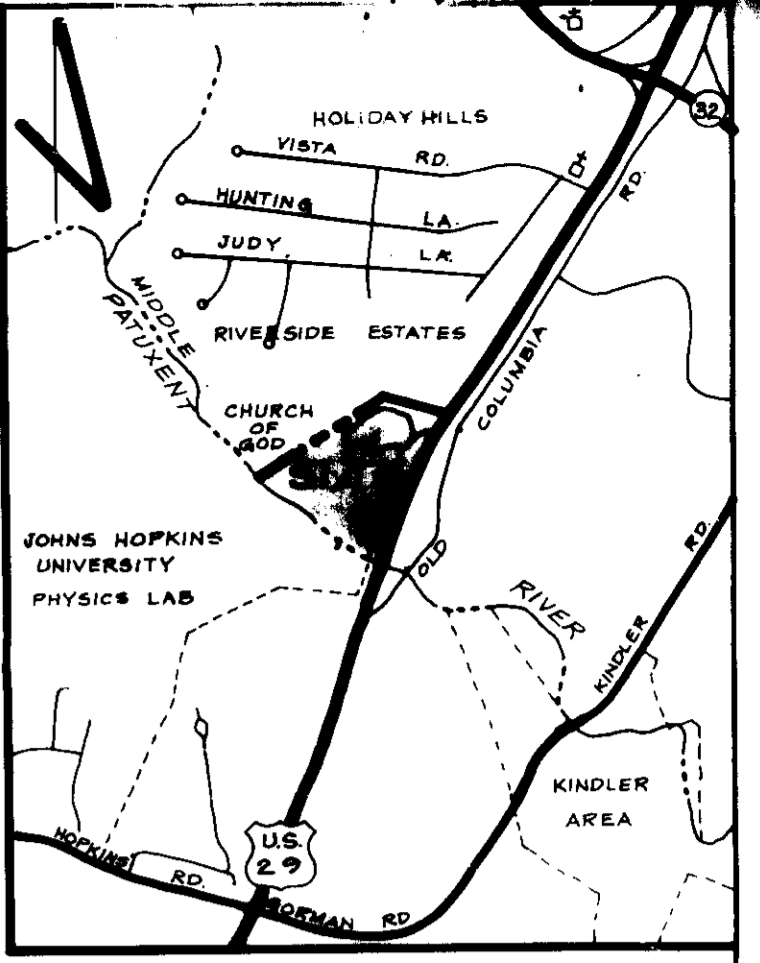 32
HOLIDAY HILLS
VISTA RD.
HUNTING LA.
JUDY LA.
RD.
MIDDLE
PATUXENT
RIVERSIDE ESTATES
COLUMBIA
CHURCH
OF
GOD
JOHNS HOPKINS
UNIVERSITY
PHYSICS LAB
OLD
RIVER
RD.
KINDLER
KINDLER
AREA
U.S.
29
HOPKINS
RD.
GORMAN RD